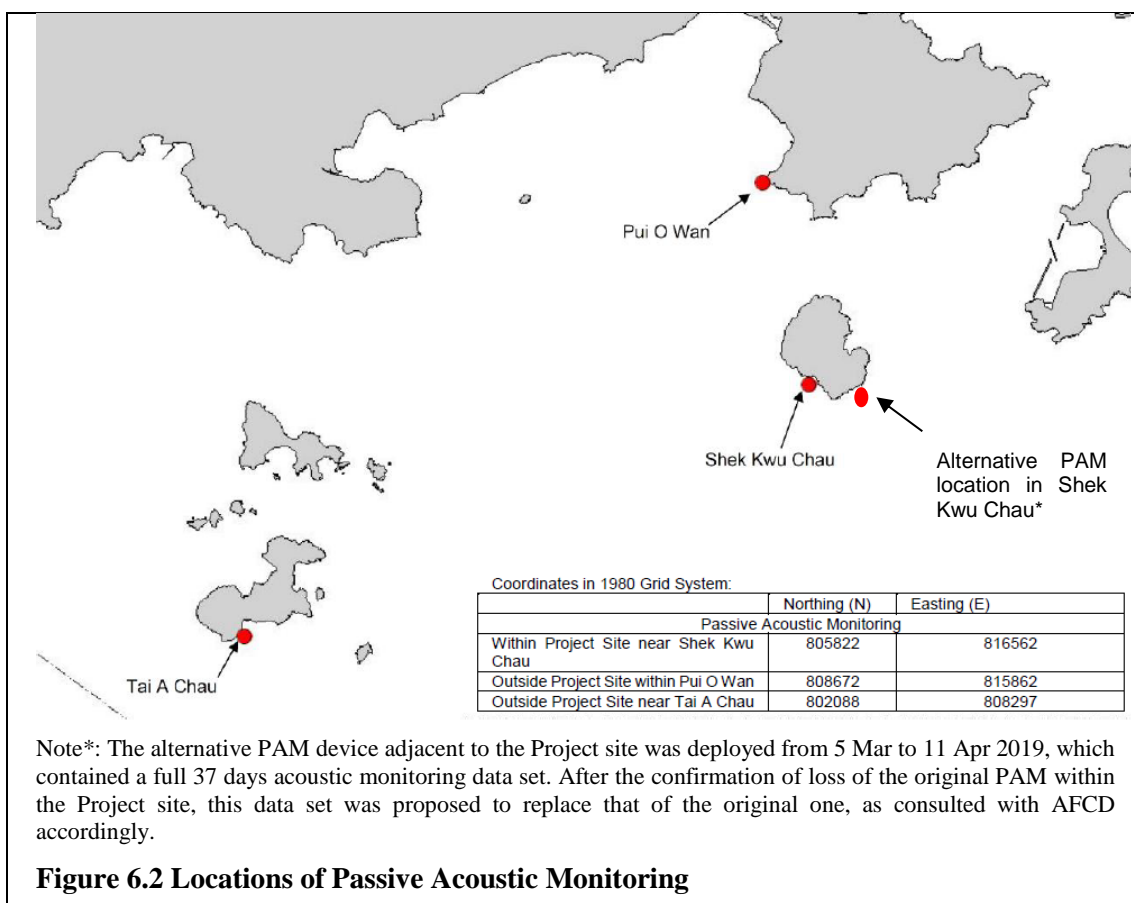 Pui O Wan
Shek Kwu Chau
Alternative PAM
location in Shek
Kwu Chau*
Tai A Chau
Coordinates in 1980 Grid System:
Northing (N) Easting (E)
Passive Acoustic Monitoring
Within Project Site near Shek Kwu
Chau 805822 816562
Outside Project Site within Pui O Wan 808672 815862
Outside Project Site near Tai A Chau 802088 808297
Note*: The alternative PAM device adjacent to the Project site was deployed from 5 Mar to 11 Apr 2019, which
contained a full 37 days acoustic monitoring data set. After the confirmation of loss of the original PAM within
the Project site, this data set was proposed to replace that of the original one, as consulted with AFCD
accordingly.
Figure 6.2 Locations of Passive Acoustic Monitoring